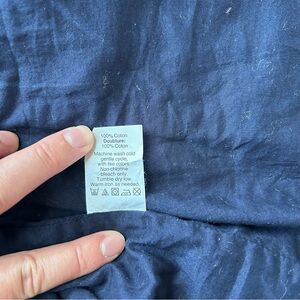 100% Coton
Doublure:
100% Coton
Machine wash cold
gentle cycle,
with like colors.
Non-chlorine
bleach only.
Tumble dry low.
Warm iron as needed.